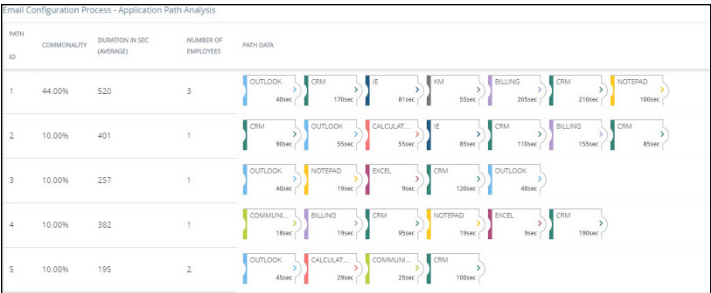 Email Configuration Process - Application Path Analysis
PATH ID COMMONALITY DURATION IN SEC (AVERAGE) NUMBER OF EMPLOYEES PATH DATA
1 44.00% 520 3 OUTLOOK 40sec CRM 170sec IE 81sec KM 55sec BILLING 205sec CRM 210sec NOTEPAD 100sec
2 10.00% 401 1 CRM 90sec OUTLOOK 55sec CALCULAT... 55sec IE 85sec CRM 110sec BILLING 155sec CRM 85sec
3 10.00% 257 1 OUTLOOK 40sec NOTEPAD 19sec EXCEL 9sec CRM 120sec OUTLOOK 40sec
4 10.00% 382 1 COMMUNI... 18sec BILLING 19sec CRM 95sec NOTEPAD 19sec EXCEL 9sec CRM 190sec
5 10.00% 195 2 OUTLOOK 45sec CALCULAT... 29sec COMMUNI... 25sec CRM 100sec